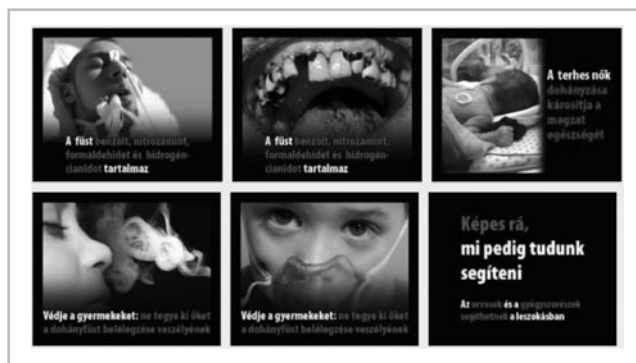 A füst benzolt, nitrozamint,
formaldehidet és hidrogén-
cianidot tartalmaz
A füst benzolt, nitrozamint,
formaldehidet és hidrogén-
cianidot tartalmaz
A terhes nők
dohányzása
károsítja a
magzat
egészségét
Védje a gyermekeket: ne tegye ki őket
a dohányfüst belélegzése veszélyének
Védje a gyermekeket: ne tegye ki őket
a dohányfüst belélegzése veszélyének
Képes rá,
mi pedig tudunk
segíteni
Az orvosok és a gyógyszerészek
segíthetnek a leszokásban